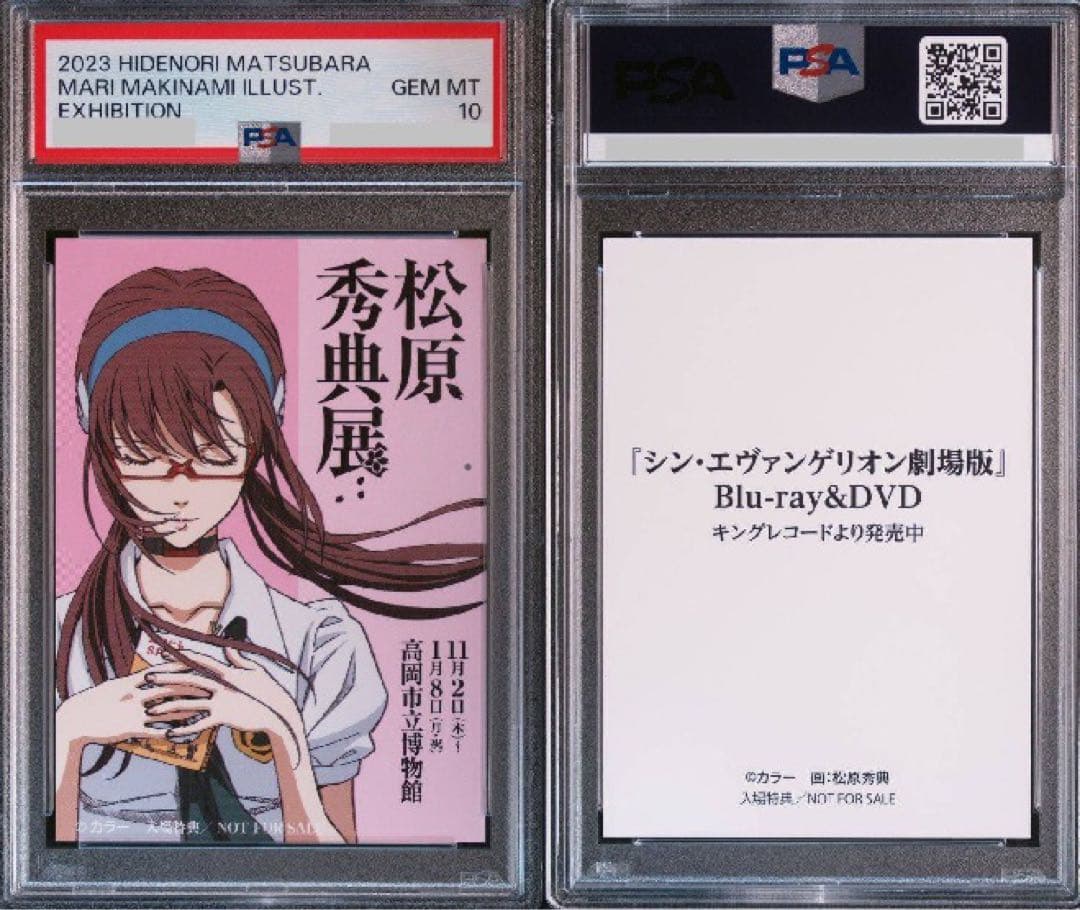 2023 HIDENORI MATSUBARA
MARI MAKINAMI ILLUST.
GEM MT
EXHIBITION
10
PSA
松原
秀典展
11月2日(木)～
1月8日(月・祝)
高岡市立博物館
©カラー 入場特典／NOT FOR SALE
PSA
PSA
PSA
『シン・エヴァンゲリオン劇場版』
Blu-ray&DVD
キングレコードより発売中
©カラー 画:松原秀典
入場特典／NOT FOR SALE